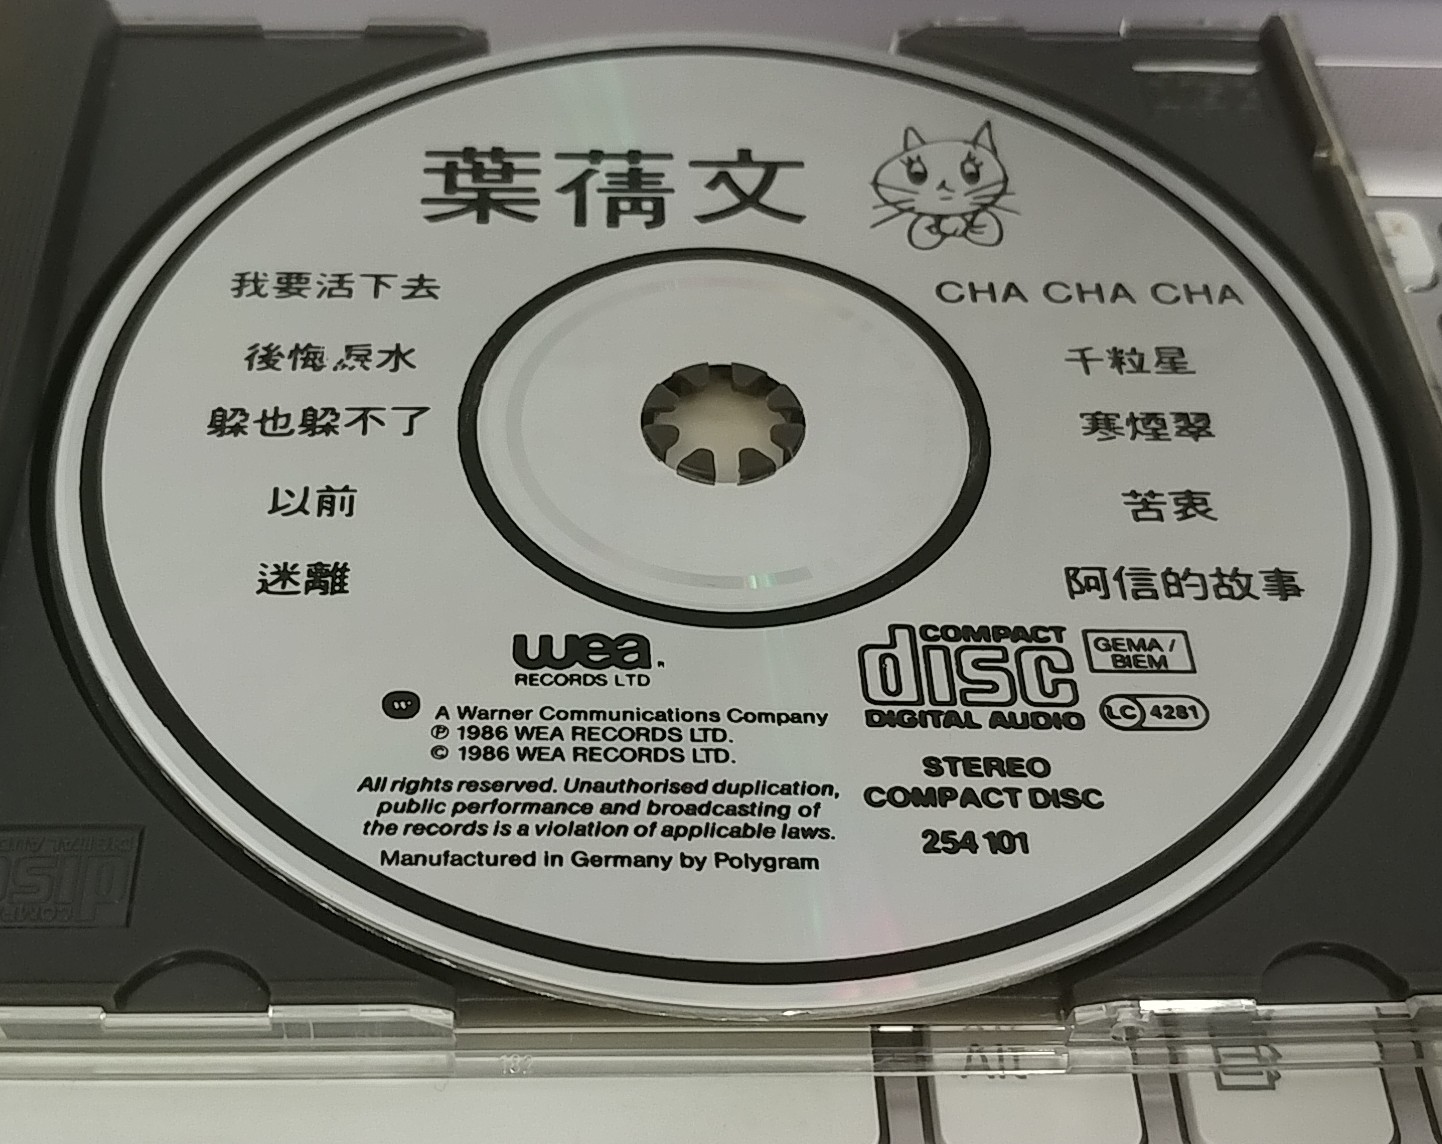 葉蒨文
我要活下去
後悔 水
躱也躱不了
以前
迷離
CHA CHA CHA
千粒星
寒煙翠
苦衷
阿信的故事
wea.
RECORDS LTD
A Warner Communications Company
℗ 1986 WEA RECORDS LTD.
© 1986 WEA RECORDS LTD.
All rights reserved. Unauthorised duplication,
public performance and broadcasting of
the records is a violation of applicable laws.
Manufactured in Germany by Polygram
COMPACT
disc
DIGITAL AUDIO
GEMA/
BIEM
LC 4281
STEREO
COMPACT DISC
254 101
Alt